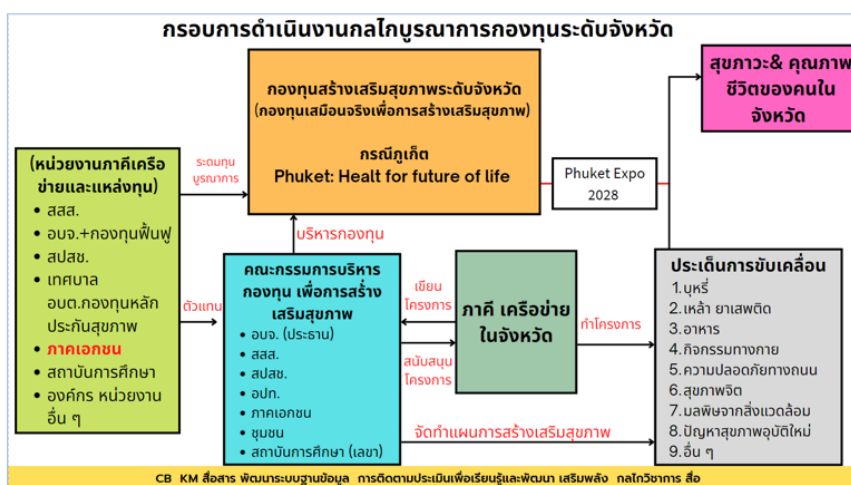 กรอบการดำเนินงานกลไกบูรณาการกองทุนระดับจังหวัด
กองทุนสร้างเสริมสุขภาพระดับจังหวัด
(กองทุนเสมือนจริงเพื่อการสร้างเสริมสุขภาพ)
กรณีภูเก็ต
Phuket: Healt for future of life
สุขภาวะ& คุณภาพ
ชีวิตของคนใน
จังหวัด
Phuket Expo
2028
(หน่วยงานภาคีเครือ
ข่ายและแหล่งทุน)
สสส.
อบจ.+กองทุนฟื้นฟู
สปสช.
เทศบาล
อบต.กองทุนหลัก
ประกันสุขภาพ
ภาคเอกชน
สถาบันการศึกษา
องค์กร หน่วยงาน
อื่น ๆ
ระดมทุน
บูรณาการ
ตัวแทน
บริหารกองทุน
คณะกรรมการบริหาร
กองทุน เพื่อการสร้าง
เสริมสุขภาพ
อบจ. (ประธาน)
สสส.
สปสช.
อปท.
ภาคเอกชน
ชุมชน
สถาบันการศึกษา (เลขา)
เขียน
โครงการ
สนับสนุน
โครงการ
ภาคี เครือข่าย
ในจังหวัด
ทำโครงการ
จัดทำแผนการสร้างเสริมสุขภาพ
ประเด็นการขับเคลื่อน
1.บุหรี่
2.เหล้า ยาเสพติด
3.อาหาร
4.กิจกรรมทางกาย
5.ความปลอดภัยทางถนน
6.สุขภาพจิต
7.มลพิษจากสิ่งแวดล้อม
8.ปัญหาสุขภาพอุบัติใหม่
9.อื่น ๆ
CB KM สื่อสาร พัฒนาระบบฐานข้อมูล การติดตามประเมินเพื่อเรียนรู้และพัฒนา เสริมพลัง กลไกวิชาการ สื่อ